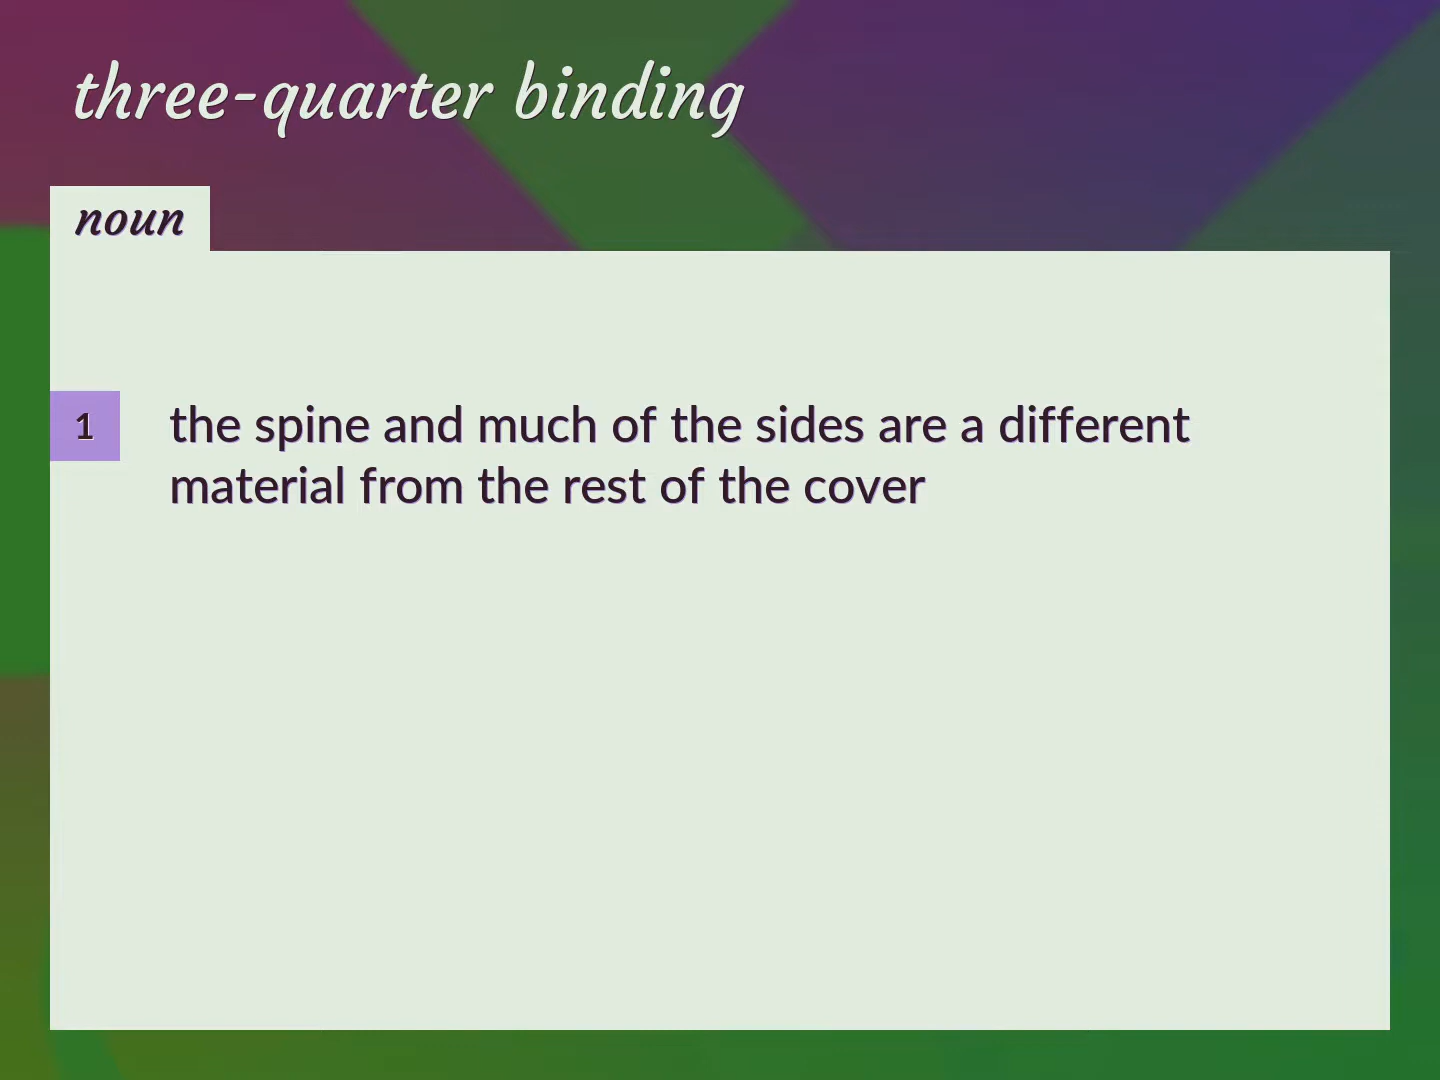 three-quarter binding
noun
1
the spine and much of the sides are a different
material from the rest of the cover